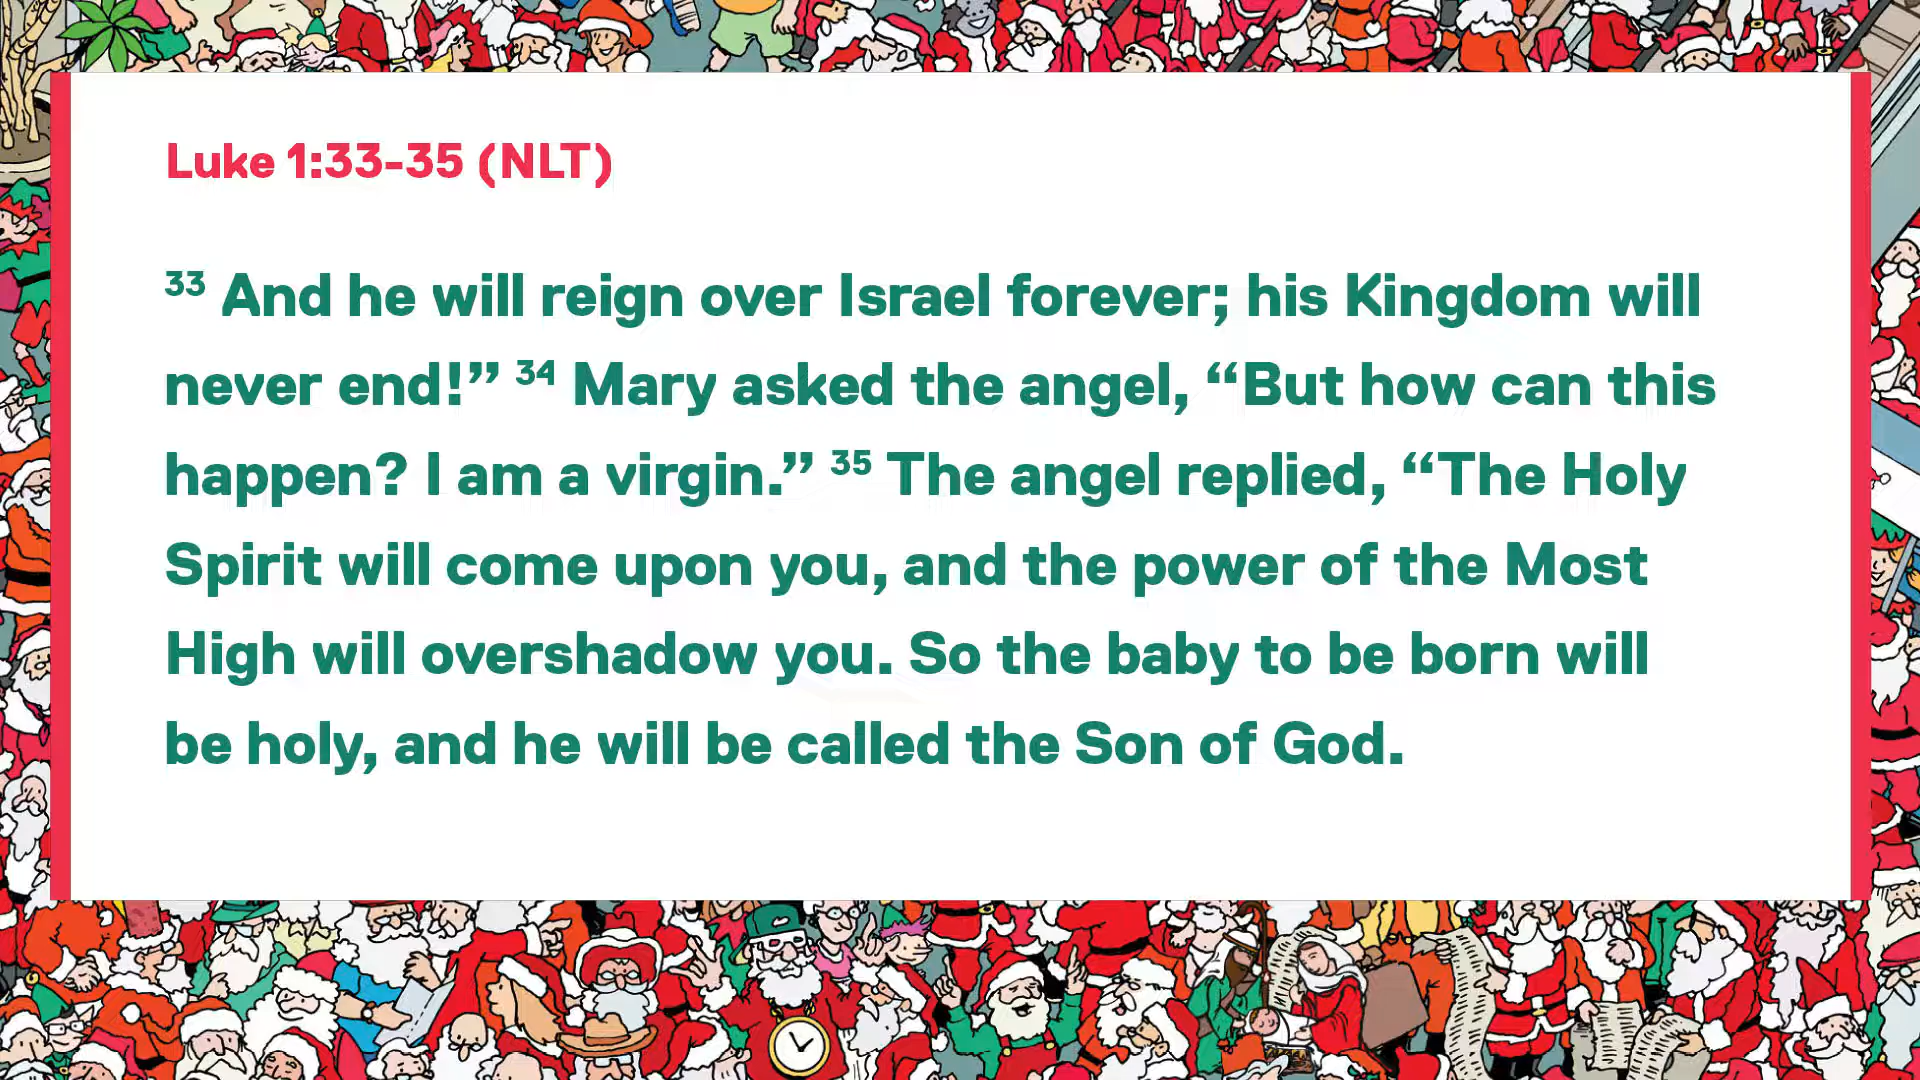 Luke 1:33-35 (NLT)
³³ And he will reign over Israel forever; his Kingdom will
never end!” ³⁴ Mary asked the angel, “But how can this
happen? I am a virgin.” ³⁵ The angel replied, “The Holy
Spirit will come upon you, and the power of the Most
High will overshadow you. So the baby to be born will
be holy, and he will be called the Son of God.